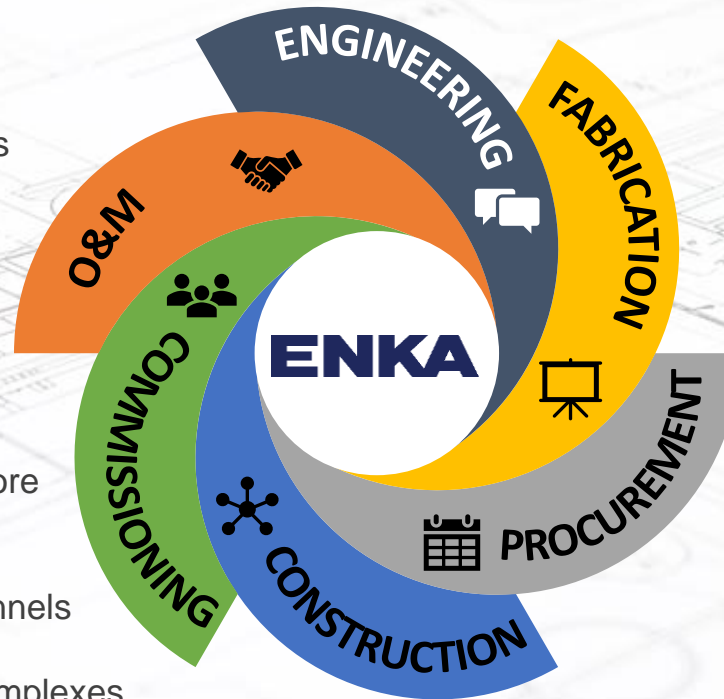 ENGINEERING
FABRICATION
O&M
ENKA
COMMISSIONING
PROCUREMENT
CONSTRUCTION